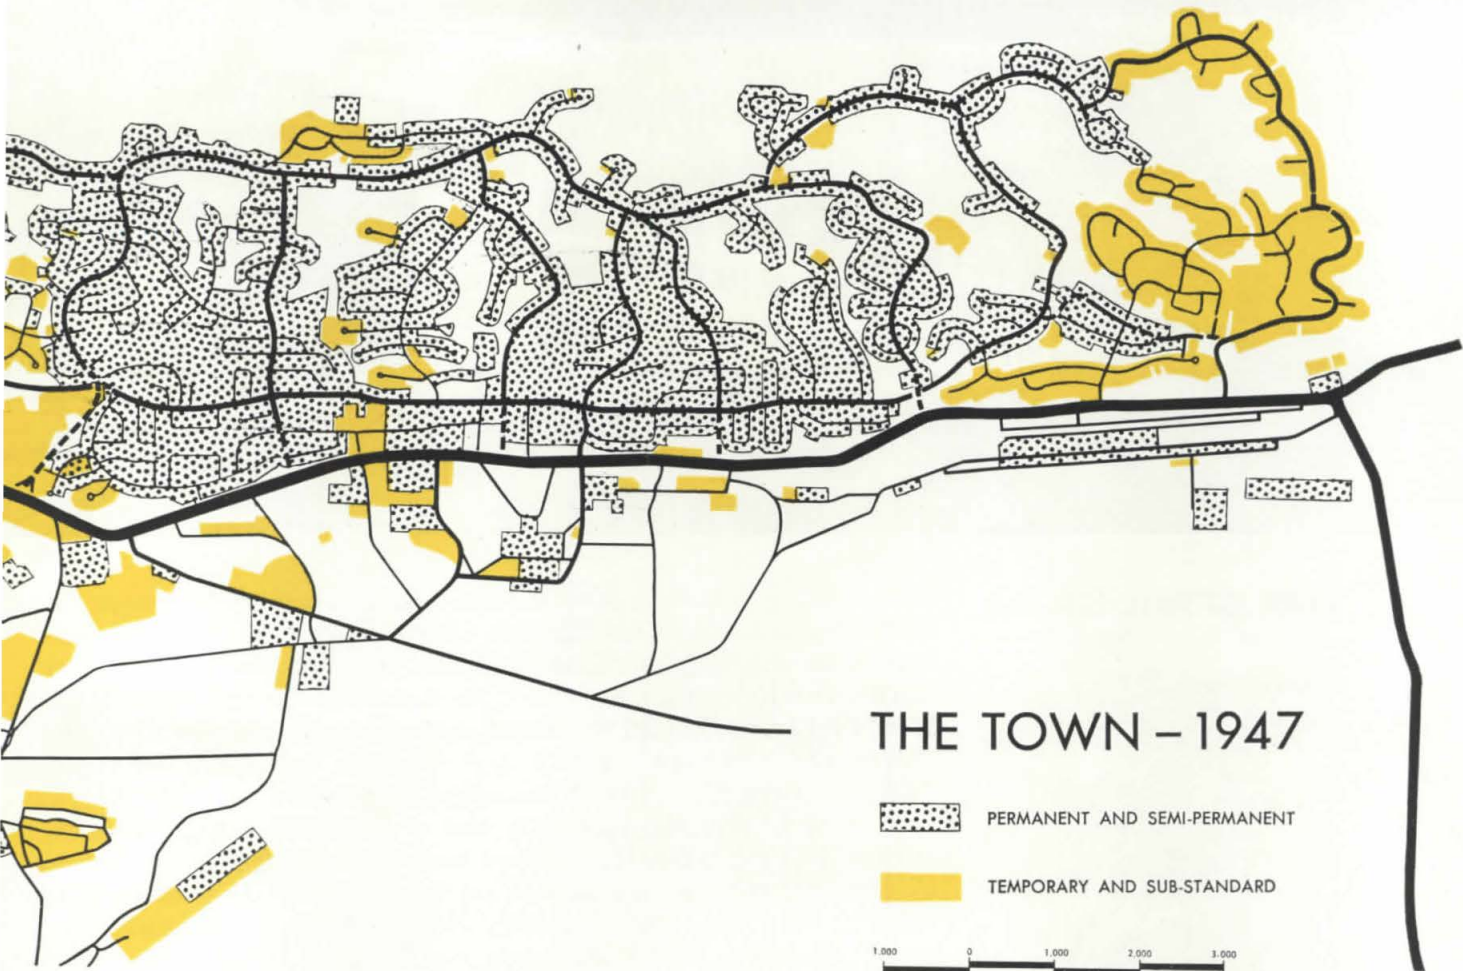 THE TOWN – 1947
PERMANENT AND SEMI-PERMANENT
TEMPORARY AND SUB-STANDARD
1.000 0 1.000 2.000 3.000